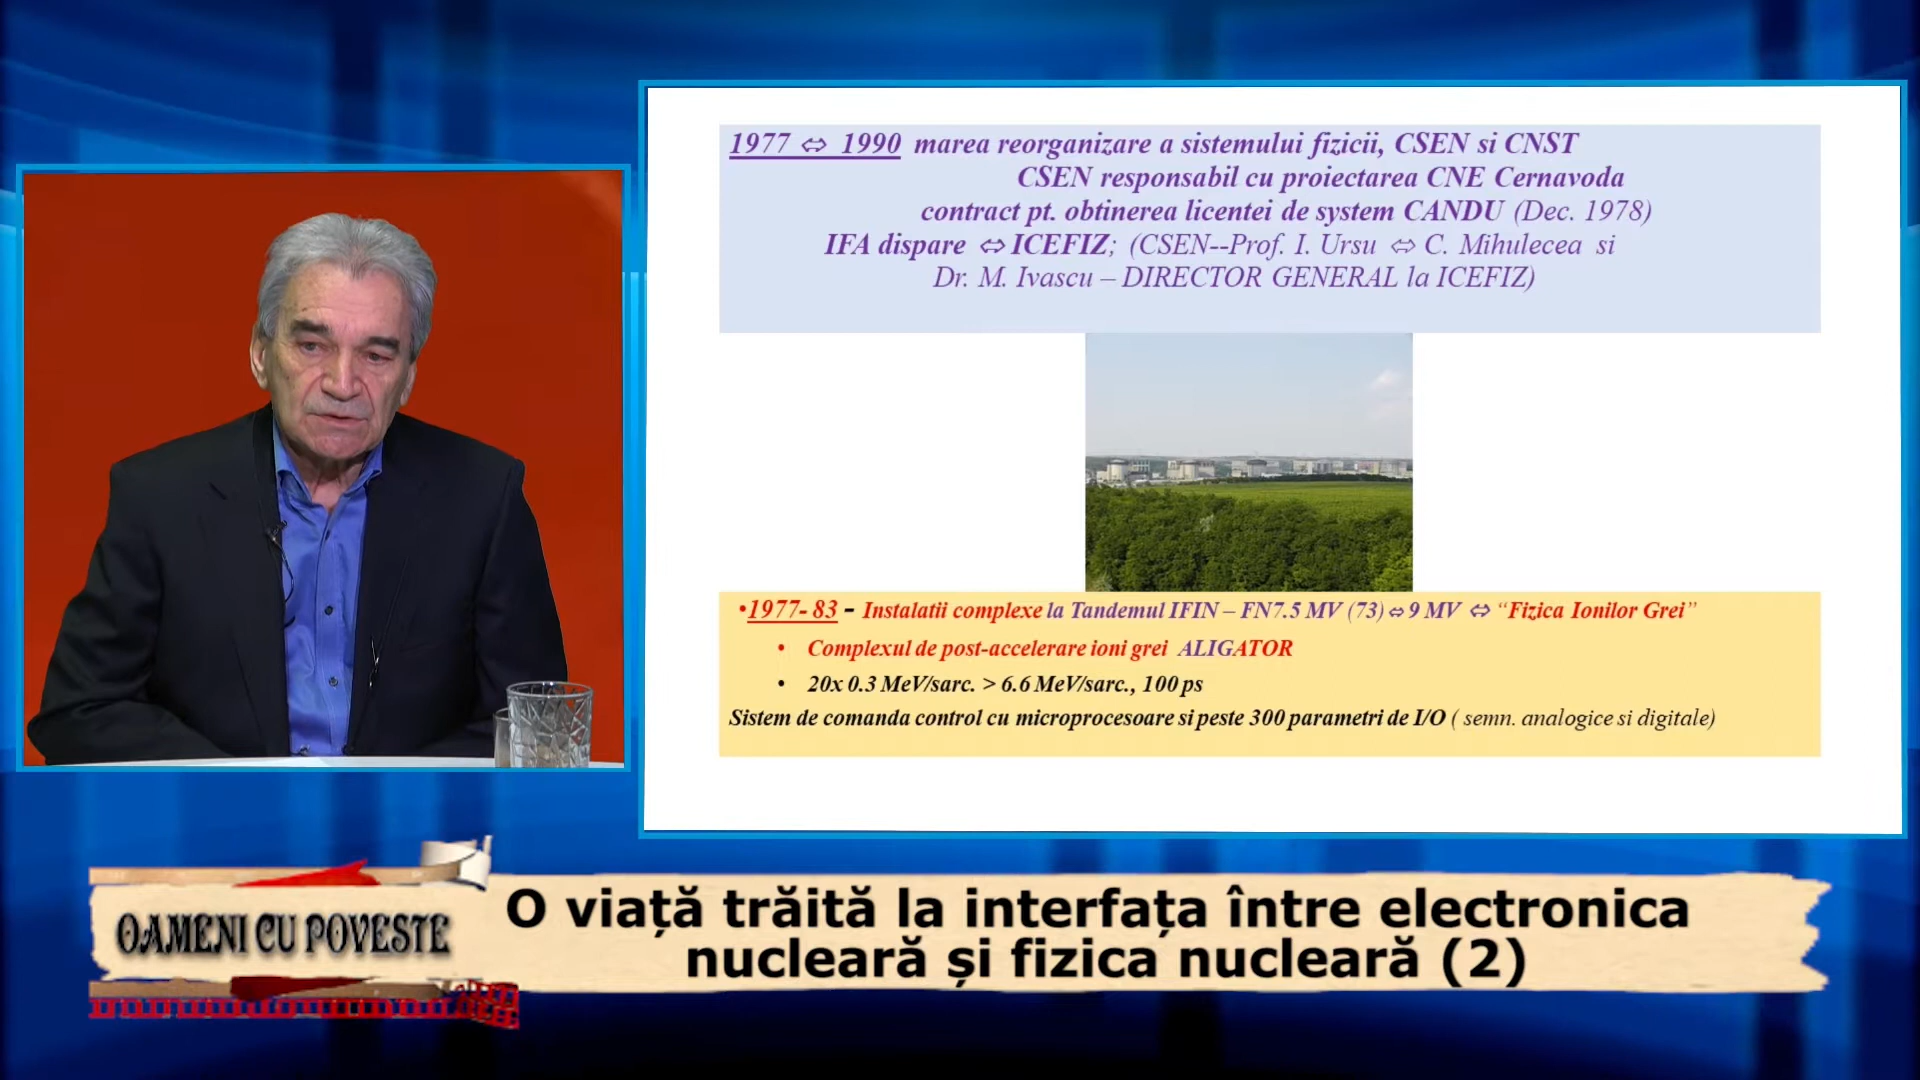 1977 ⇔ 1990 marea reorganizare a sistemului fizicii, CSEN si CNST
CSEN responsabil cu proiectarea CNE Cernavoda
contract pt. obtinerea licentei de system CANDU (Dec. 1978)
IFA dispare ⇔ ICEFIZ; (CSEN--Prof. I. Ursu ⇔ C. Mihulecea si
Dr. M. Ivascu – DIRECTOR GENERAL la ICEFIZ)
•1977- 83 - Instalatii complexe la Tandemul IFIN – FN7.5 MV (73) ⇔ 9 MV ⇔ “Fizica Ionilor Grei”
• Complexul de post-accelerare ioni grei ALIGATOR
• 20x 0.3 MeV/sarc. > 6.6 MeV/sarc., 100 ps
Sistem de comanda control cu microprocesoare si peste 300 parametri de I/O ( semn. analogice si digitale)
OAMENI CU POVESTE
O viață trăită la interfața între electronica
nucleară și fizica nucleară (2)